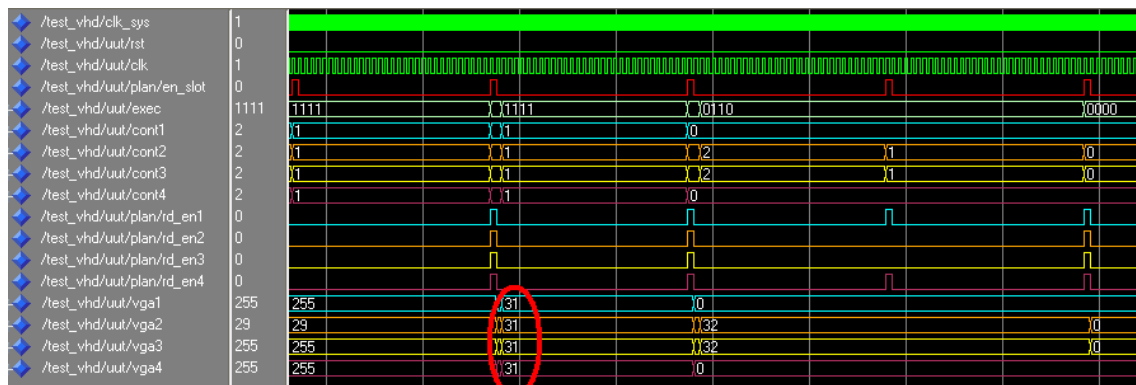 /test_vhd/clk_sys 1
/test_vhd/uut/rst 0
/test_vhd/uut/clk 1
/test_vhd/uut/plan/en_slot 0
/test_vhd/uut/exec 1111 1111 1111 0110 0000
/test_vhd/uut/cont1 2 1 1 0
/test_vhd/uut/cont2 2 1 1 2 1 0
/test_vhd/uut/cont3 2 1 1 2 1 0
/test_vhd/uut/cont4 2 1 1 0
/test_vhd/uut/plan/rd_en1 0
/test_vhd/uut/plan/rd_en2 0
/test_vhd/uut/plan/rd_en3 0
/test_vhd/uut/plan/rd_en4 0
/test_vhd/uut/vga1 255 255 31 0
/test_vhd/uut/vga2 29 29 31 32 0
/test_vhd/uut/vga3 255 255 31 32 0
/test_vhd/uut/vga4 255 255 31 0